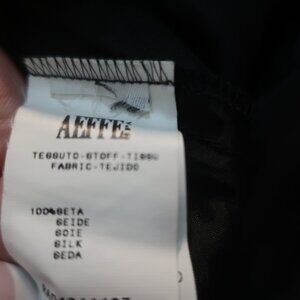 AEFFE
TESSUTO-STOFF-TISSU
FABRIC-TEJIDO
100%SETA
SEIDE
SOIE
SILK
SEDA